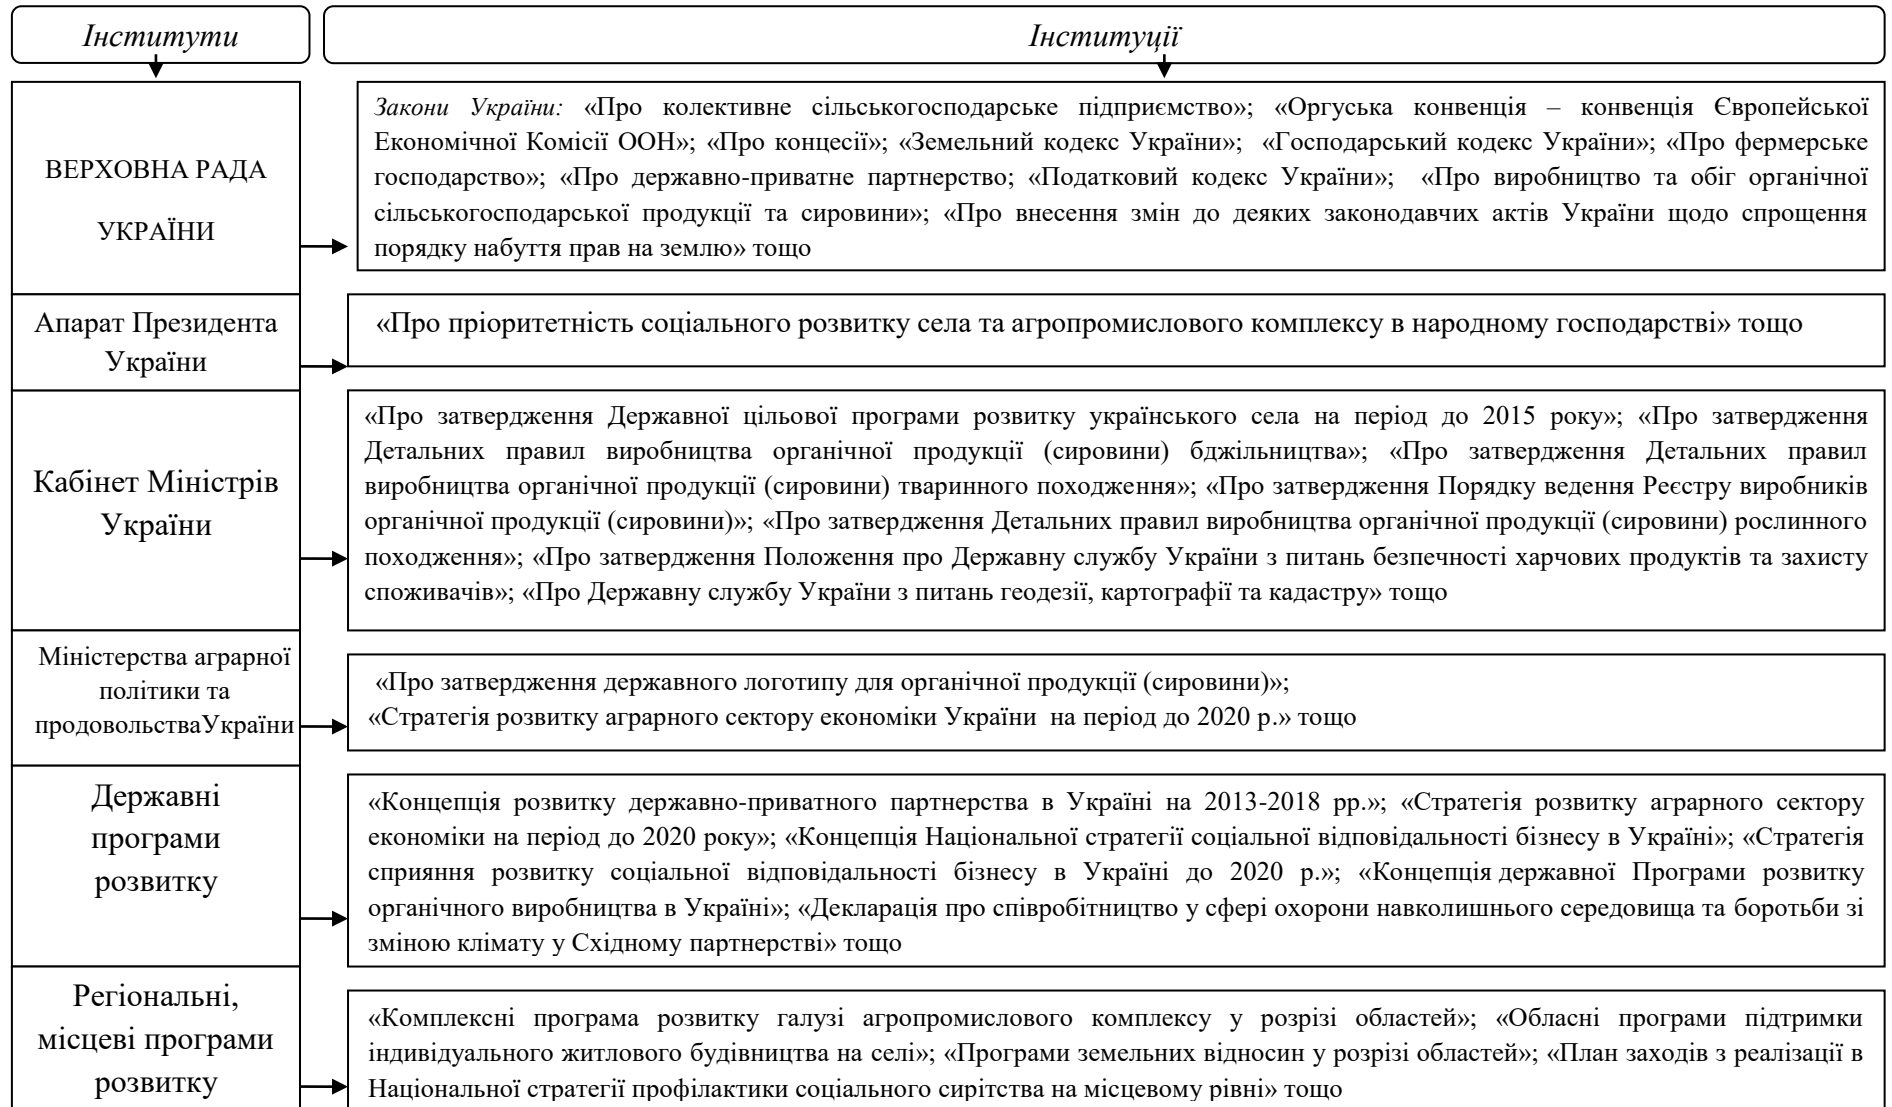 Інститути
Інституції
ВЕРХОВНА РАДА
УКРАЇНИ
Закони України: «Про колективне сільськогосподарське підприємство»; «Оргуська конвенція – конвенція Європейської
Економічної Комісії ООН»; «Про концесії»; «Земельний кодекс України»; «Господарський кодекс України»; «Про фермерське
господарство»; «Про державно-приватне партнерство; «Податковий кодекс України»; «Про виробництво та обіг органічної
сільськогосподарської продукції та сировини»; «Про внесення змін до деяких законодавчих актів України щодо спрощення
порядку набуття прав на землю» тощо
Апарат Президента
України
«Про пріоритетність соціального розвитку села та агропромислового комплексу в народному господарстві» тощо
Кабінет Міністрів
України
«Про затвердження Державної цільової програми розвитку українського села на період до 2015 року»; «Про затвердження
Детальних правил виробництва органічної продукції (сировини) бджільництва»; «Про затвердження Детальних правил
виробництва органічної продукції (сировини) тваринного походження»; «Про затвердження Порядку ведення Реєстру виробників
органічної продукції (сировини)»; «Про затвердження Детальних правил виробництва органічної продукції (сировини) рослинного
походження»; «Про затвердження Положення про Державну службу України з питань безпечності харчових продуктів та захисту
споживачів»; «Про Державну службу України з питань геодезії, картографії та кадастру» тощо
Міністерства аграрної
політики та
продовольстваУкраїни
«Про затвердження державного логотипу для органічної продукції (сировини)»;
«Стратегія розвитку аграрного сектору економіки України на період до 2020 р.» тощо
Державні
програми
розвитку
«Концепція розвитку державно-приватного партнерства в Україні на 2013-2018 рр.»; «Стратегія розвитку аграрного сектору
економіки на період до 2020 року»; «Концепція Національної стратегії соціальної відповідальності бізнесу в Україні»; «Стратегія
сприяння розвитку соціальної відповідальності бізнесу в Україні до 2020 р.»; «Концепція державної Програми розвитку
органічного виробництва в Україні»; «Декларація про співробітництво у сфері охорони навколишнього середовища та боротьби зі
зміною клімату у Східному партнерстві» тощо
Регіональні,
місцеві програми
розвитку
«Комплексні програма розвитку галузі агропромислового комплексу у розрізі областей»; «Обласні програми підтримки
індивідуального житлового будівництва на селі»; «Програми земельних відносин у розрізі областей»; «План заходів з реалізації в
Національної стратегії профілактики соціального сирітства на місцевому рівні» тощо